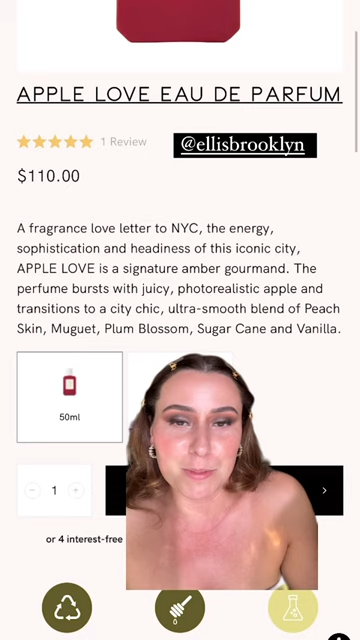 APPLE LOVE EAU DE PARFUM
1 Review
@ellisbrooklyn
$110.00
A fragrance love letter to NYC, the energy,
sophistication and headiness of this iconic city,
APPLE LOVE is a signature amber gourmand. The
perfume bursts with juicy, photorealistic apple and
transitions to a city chic, ultra-smooth blend of Peach
Skin, Muguet, Plum Blossom, Sugar Cane and Vanilla.
50ml
− 1 +
or 4 interest-free